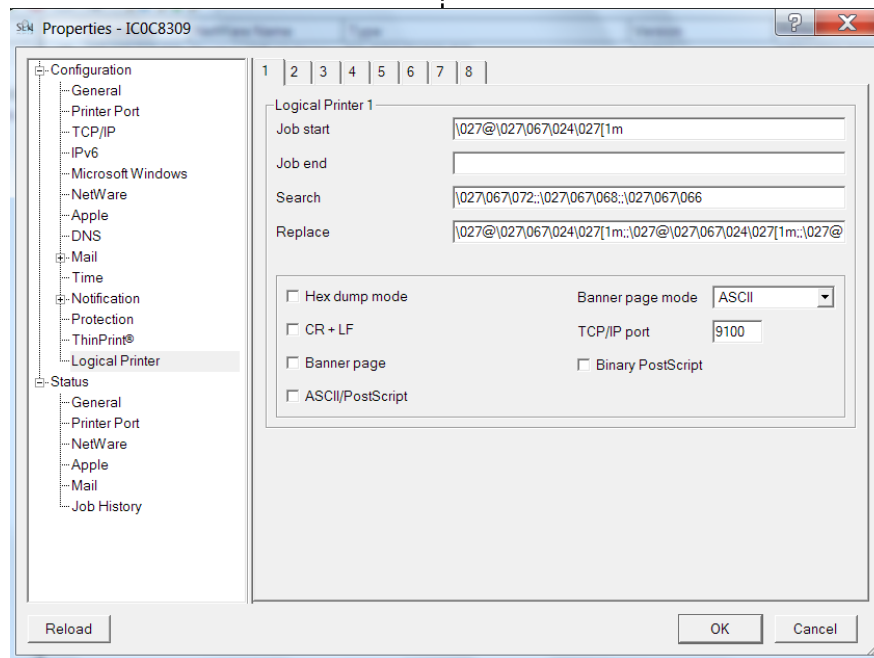 SEH Properties - IC0C8309
Configuration
General
Printer Port
TCP/IP
IPv6
Microsoft Windows
NetWare
Apple
DNS
Mail
Time
Notification
Protection
ThinPrint®
Logical Printer
Status
General
Printer Port
NetWare
Apple
Mail
Job History
1 2 3 4 5 6 7 8
Logical Printer 1
Job start \027@\027\067\024\027[1m
Job end
Search \027\067\072;;\027\067\068;;\027\067\066
Replace \027@\027\067\024\027[1m;;\027@\027\067\024\027[1m;;\027@
Hex dump mode Banner page mode ASCII
CR + LF TCP/IP port 9100
Banner page Binary PostScript
ASCII/PostScript
Reload OK Cancel